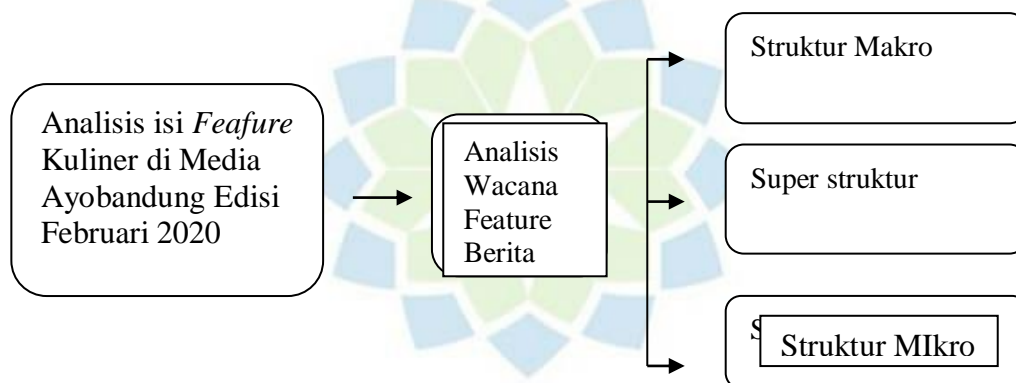 Analisis isi Feafure
Kuliner di Media
Ayobandung Edisi
Februari 2020
Analisis
Wacana
Feature
Berita
Struktur Makro
Super struktur
Struktur MIkro